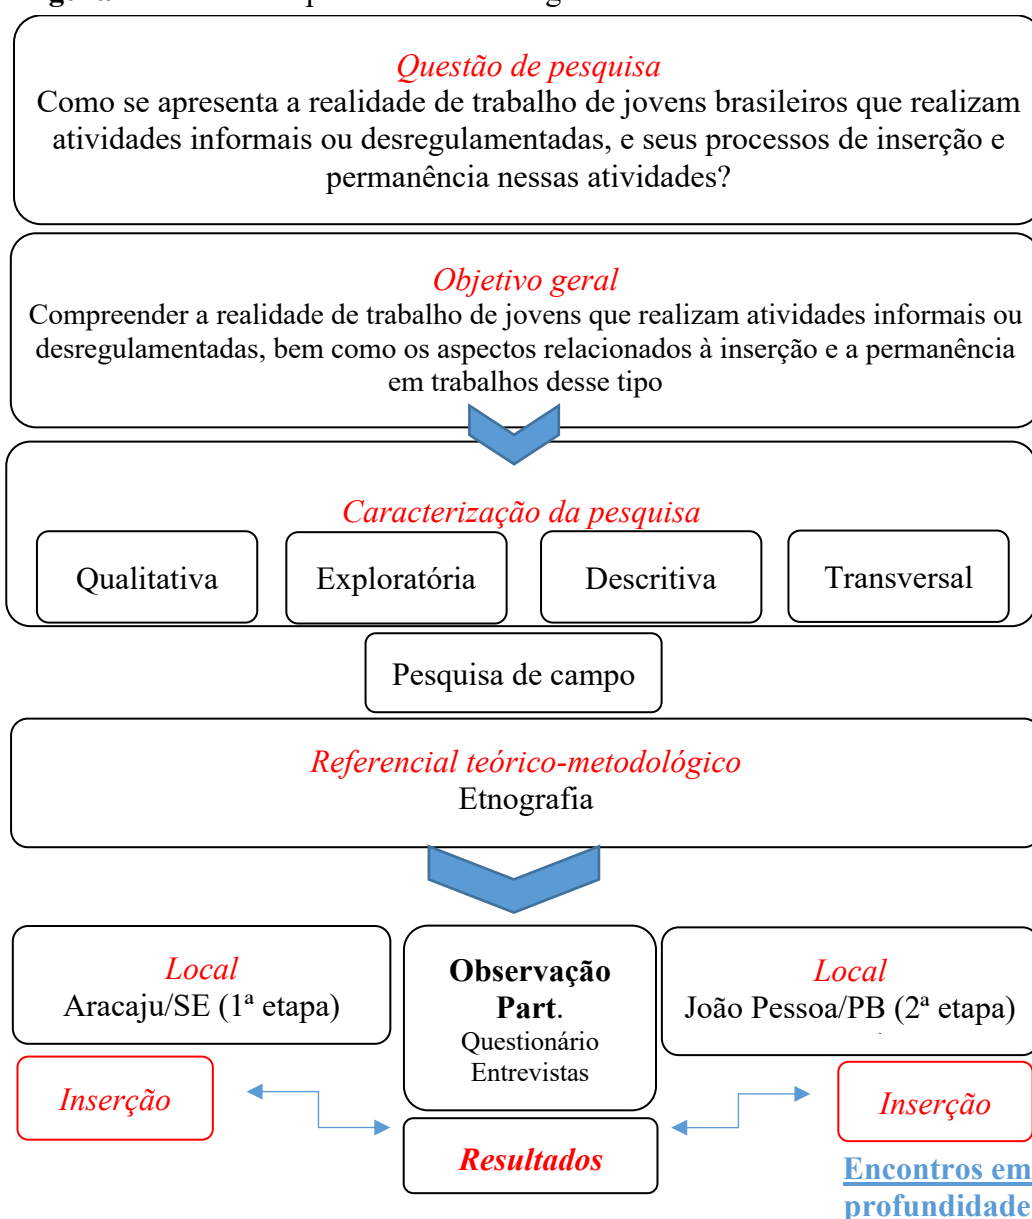 Questão de pesquisa
Como se apresenta a realidade de trabalho de jovens brasileiros que realizam
atividades informais ou desregulamentadas, e seus processos de inserção e
permanência nessas atividades?
Objetivo geral
Compreender a realidade de trabalho de jovens que realizam atividades informais ou
desregulamentadas, bem como os aspectos relacionados à inserção e a permanência
em trabalhos desse tipo
Caracterização da pesquisa
Qualitativa
Exploratória
Descritiva
Transversal
Pesquisa de campo
Referencial teórico-metodológico
Etnografia
Local
Aracaju/SE (1ª etapa)
Observação
Part.
Questionário
Entrevistas
Local
João Pessoa/PB (2ª etapa)
Inserção
Resultados
Inserção
Encontros em
profundidade